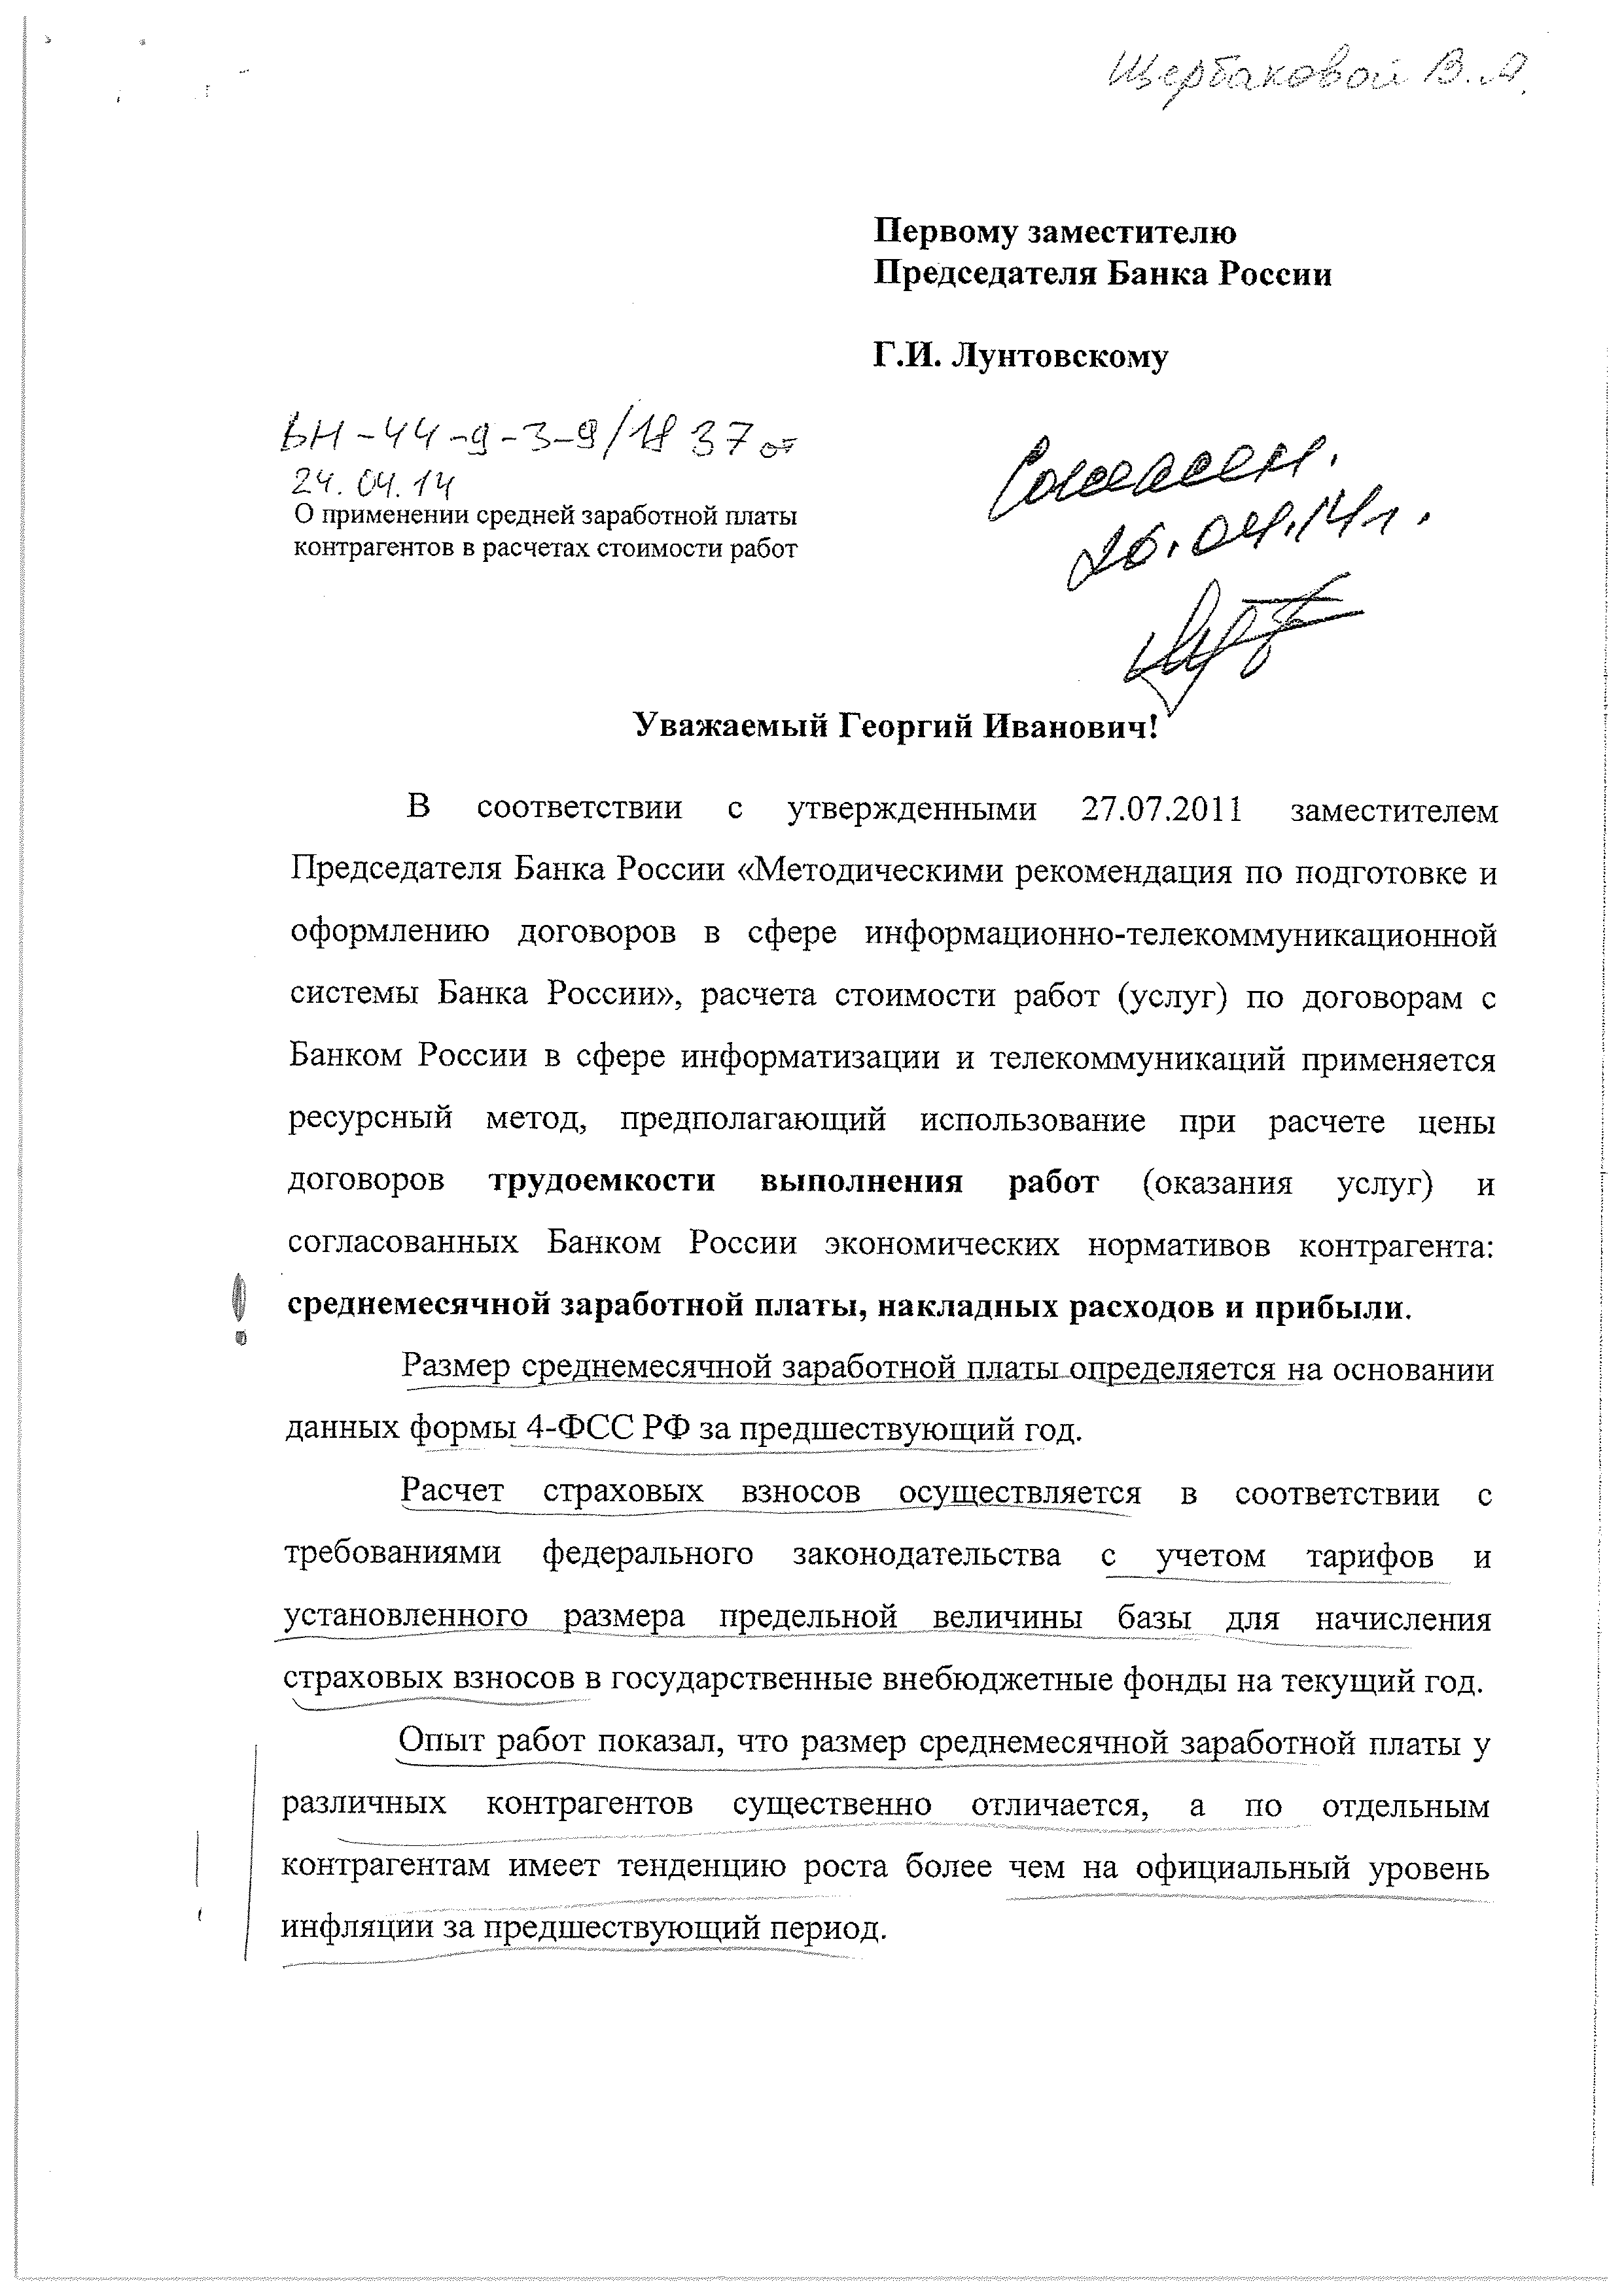 Щербаковой В.А.
Первому заместителю
Председателя Банка России
Г.И. Лунтовскому
ВН-44-9-3-9/1837 от
24.04.14
О применении средней заработной платы
контрагентов в расчетах стоимости работ
Согласен.
26.04.14г.
Уважаемый Георгий Иванович!
В соответствии с утвержденными 27.07.2011 заместителем
Председателя Банка России «Методическими рекомендация по подготовке и
оформлению договоров в сфере информационно-телекоммуникационной
системы Банка России», расчета стоимости работ (услуг) по договорам с
Банком России в сфере информатизации и телекоммуникаций применяется
ресурсный метод, предполагающий использование при расчете цены
договоров трудоемкости выполнения работ (оказания услуг) и
согласованных Банком России экономических нормативов контрагента:
среднемесячной заработной платы, накладных расходов и прибыли.
Размер среднемесячной заработной платы определяется на основании
данных формы 4-ФСС РФ за предшествующий год.
Расчет страховых взносов осуществляется в соответствии с
требованиями федерального законодательства с учетом тарифов и
установленного размера предельной величины базы для начисления
страховых взносов в государственные внебюджетные фонды на текущий год.
Опыт работ показал, что размер среднемесячной заработной платы у
различных контрагентов существенно отличается, а по отдельным
контрагентам имеет тенденцию роста более чем на официальный уровень
инфляции за предшествующий период.